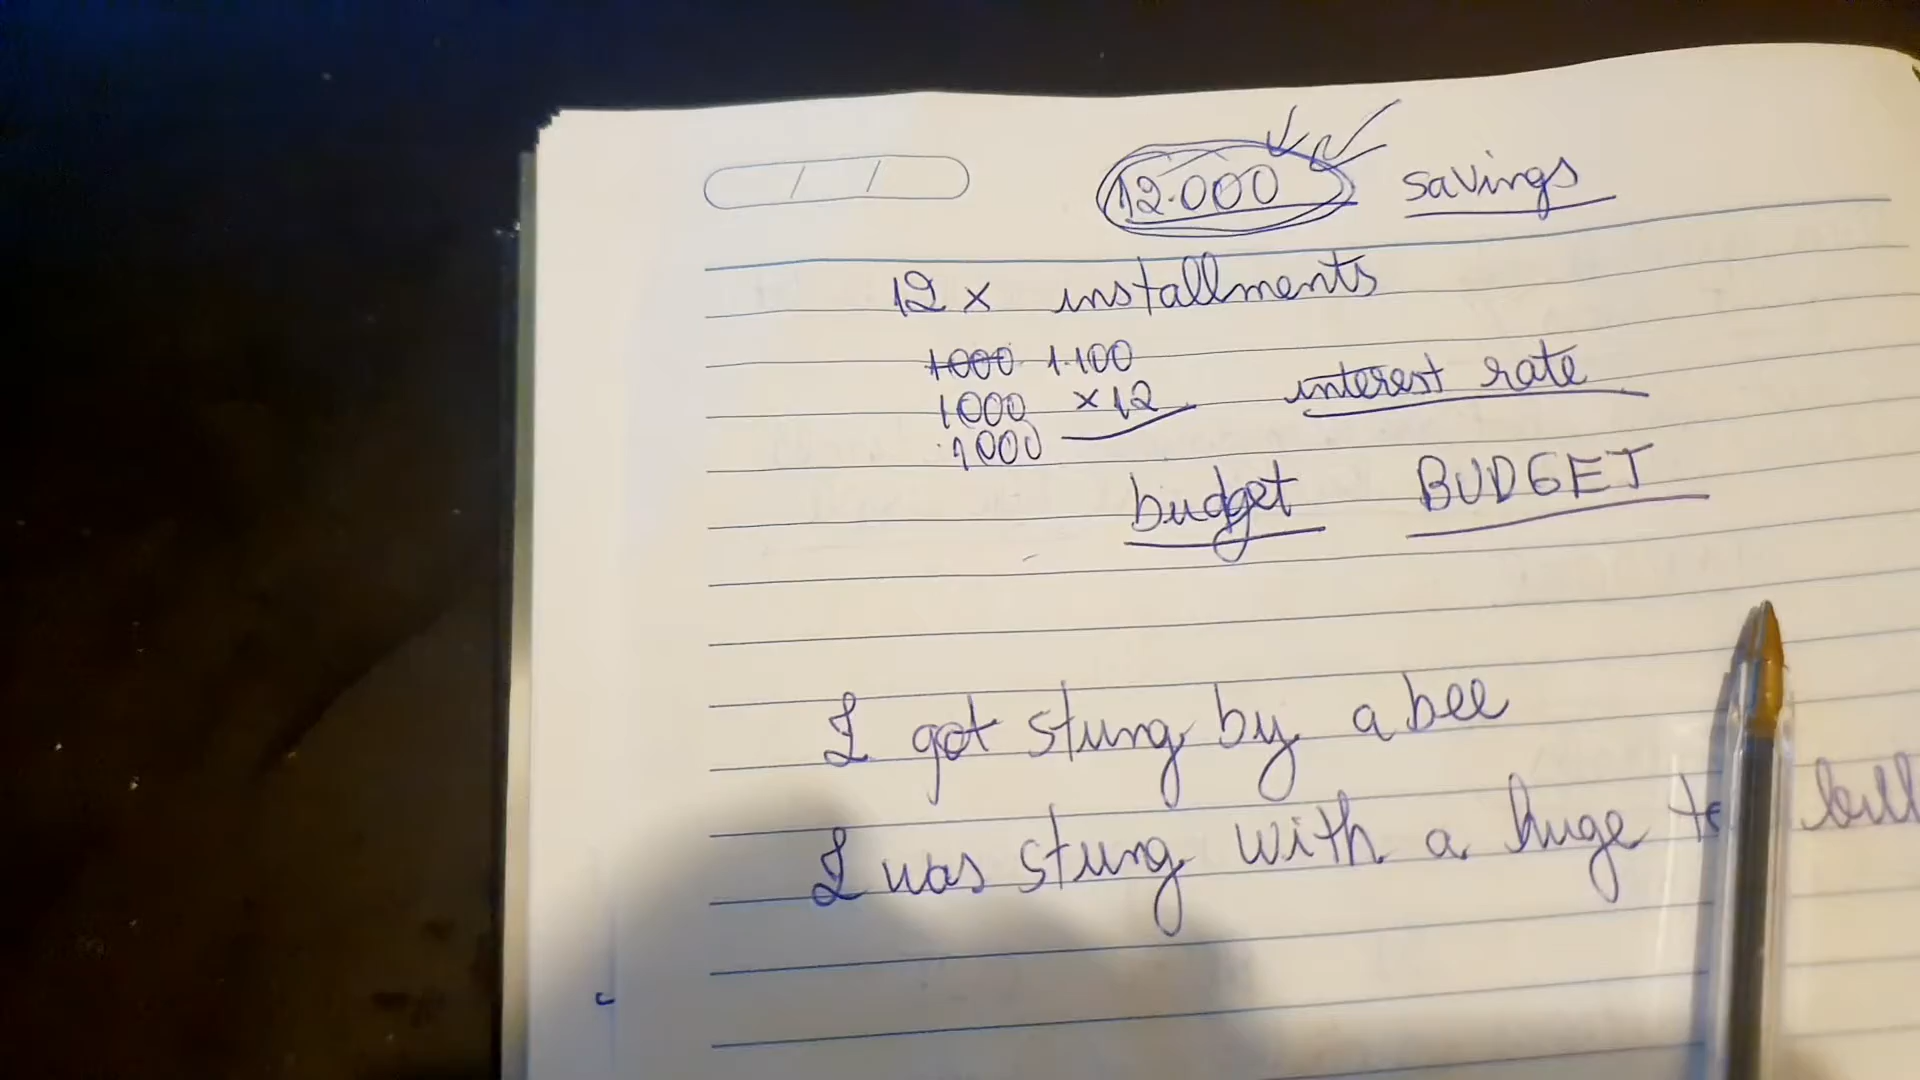 12.000 savings
12 x installments
1000 1.100
1000 x12 interest rate
1000
budget BUDGET
I got stung by a bee
I was stung with a huge bill